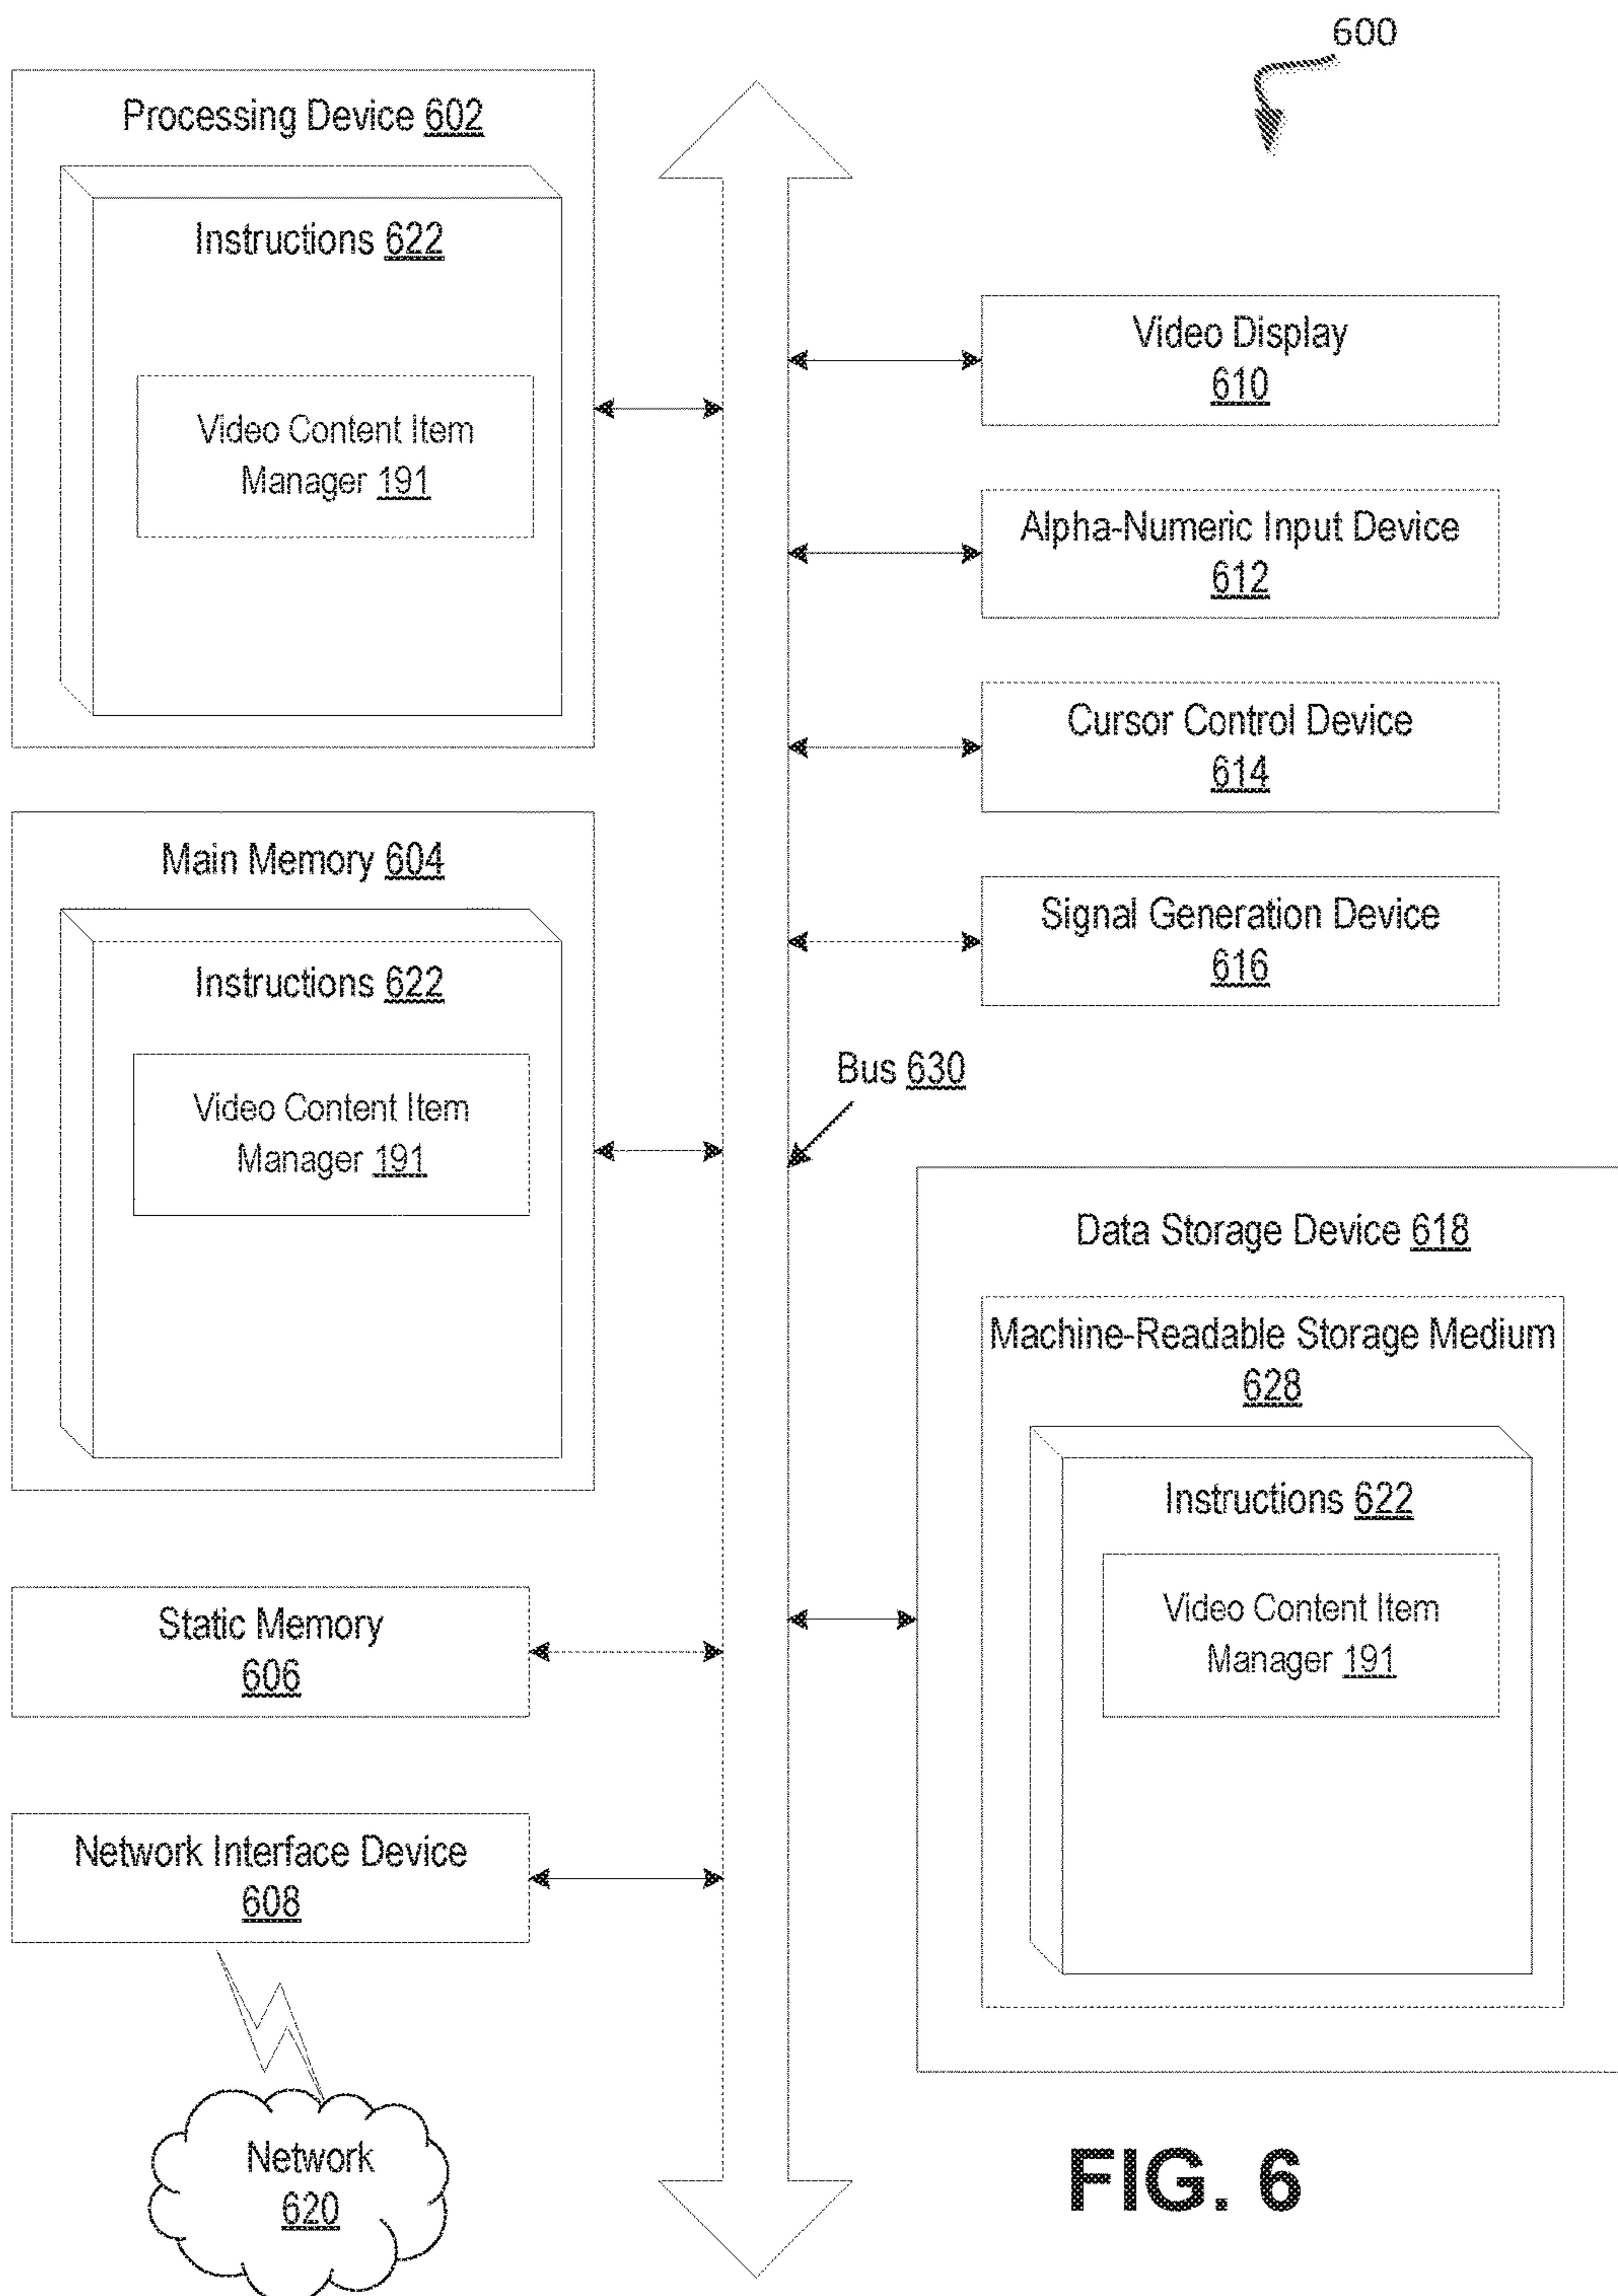 600
Processing Device 602
Instructions 622
Video Content Item
Manager 191
Video Display
610
Alpha-Numeric Input Device
612
Cursor Control Device
614
Signal Generation Device
616
Main Memory 604
Instructions 622
Video Content Item
Manager 191
Bus 630
Data Storage Device 618
Machine-Readable Storage Medium
628
Instructions 622
Video Content Item
Manager 191
Static Memory
606
Network Interface Device
608
Network
620
FIG. 6